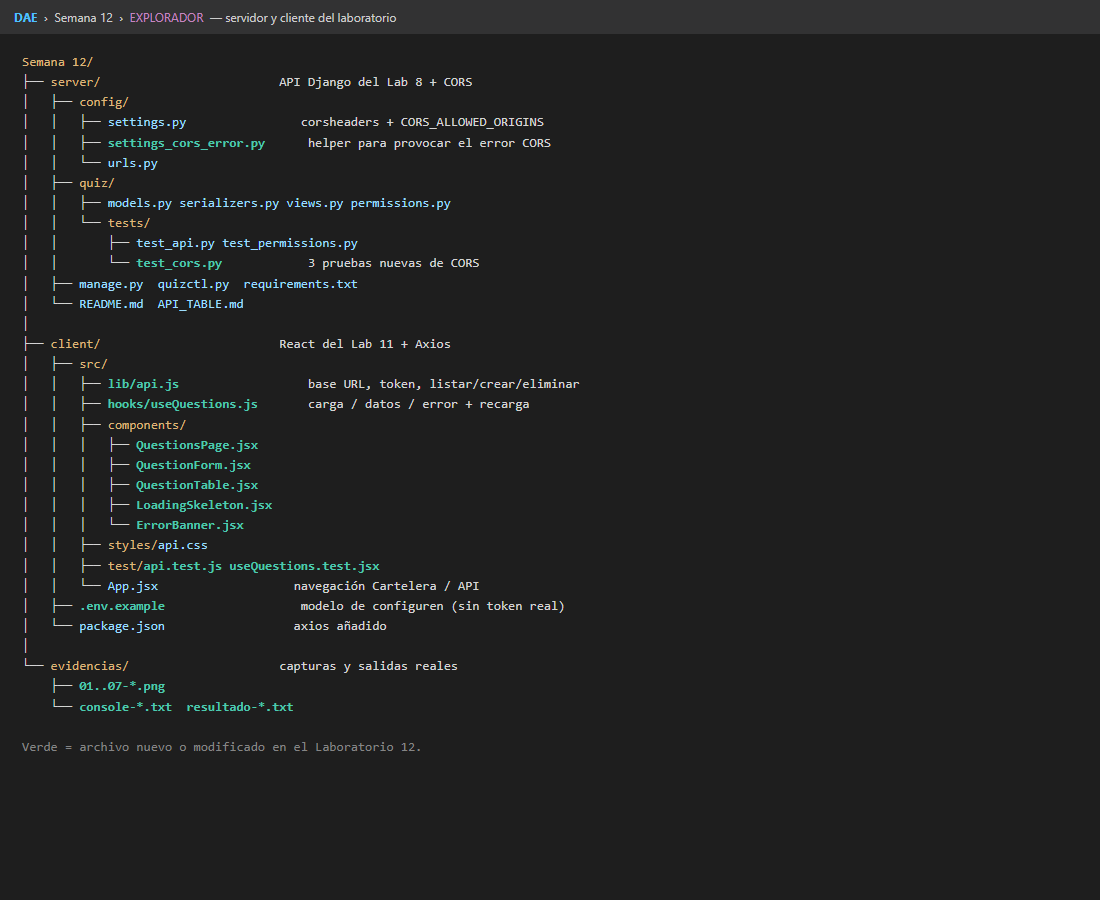 DAE › Semana 12 › EXPLORADOR — servidor y cliente del laboratorio
Semana 12/
├── server/ API Django del Lab 8 + CORS
│ ├── config/
│ │ ├── settings.py corsheaders + CORS_ALLOWED_ORIGINS
│ │ ├── settings_cors_error.py helper para provocar el error CORS
│ │ └── urls.py
│ ├── quiz/
│ │ ├── models.py serializers.py views.py permissions.py
│ │ └── tests/
│ │ ├── test_api.py test_permissions.py
│ │ └── test_cors.py 3 pruebas nuevas de CORS
│ ├── manage.py quizctl.py requirements.txt
│ └── README.md API_TABLE.md
│
├── client/ React del Lab 11 + Axios
│ ├── src/
│ │ ├── lib/api.js base URL, token, listar/crear/eliminar
│ │ ├── hooks/useQuestions.js carga / datos / error + recarga
│ │ ├── components/
│ │ │ ├── QuestionsPage.jsx
│ │ │ ├── QuestionForm.jsx
│ │ │ ├── QuestionTable.jsx
│ │ │ ├── LoadingSkeleton.jsx
│ │ │ └── ErrorBanner.jsx
│ │ ├── styles/api.css
│ │ ├── test/api.test.js useQuestions.test.jsx
│ │ └── App.jsx navegación Cartelera / API
│ ├── .env.example modelo de configuren (sin token real)
│ └── package.json axios añadido
│
└── evidencias/ capturas y salidas reales
├── 01..07-*.png
└── console-*.txt resultado-*.txt
Verde = archivo nuevo o modificado en el Laboratorio 12.